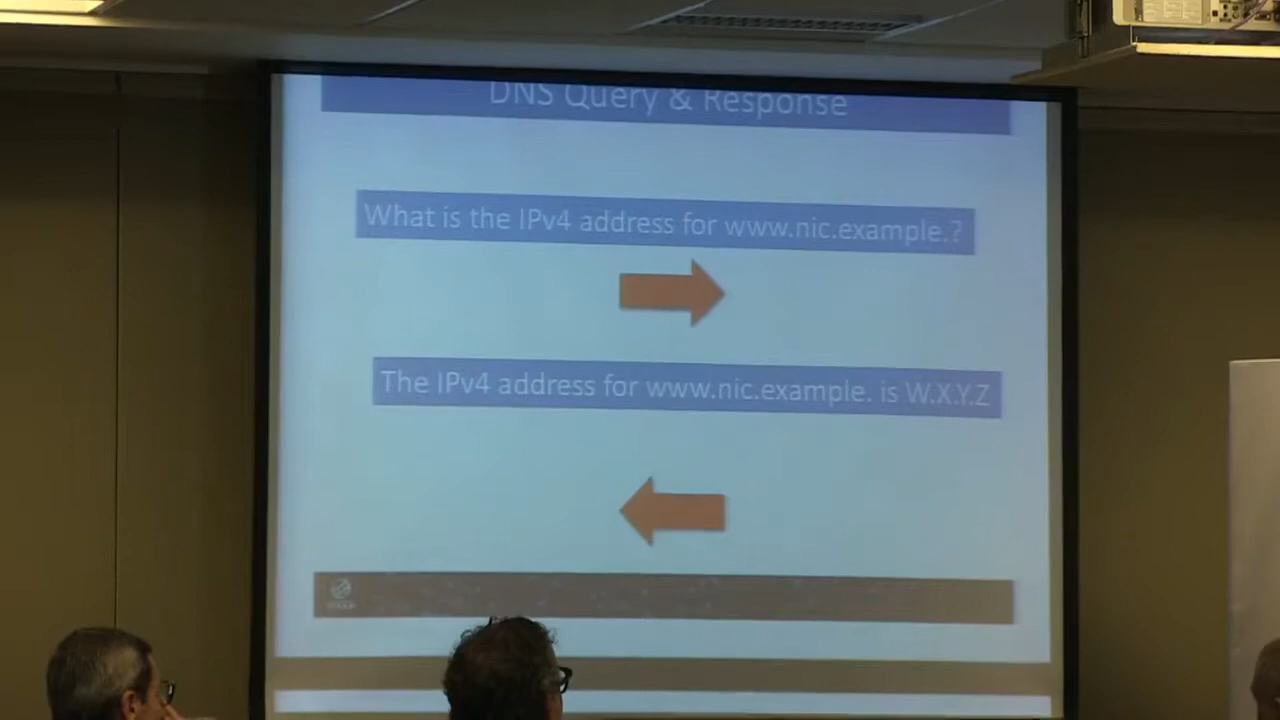 DNS Query & Response
What is the IPv4 address for www.nic.example.?
The IPv4 address for www.nic.example. is W.X.Y.Z